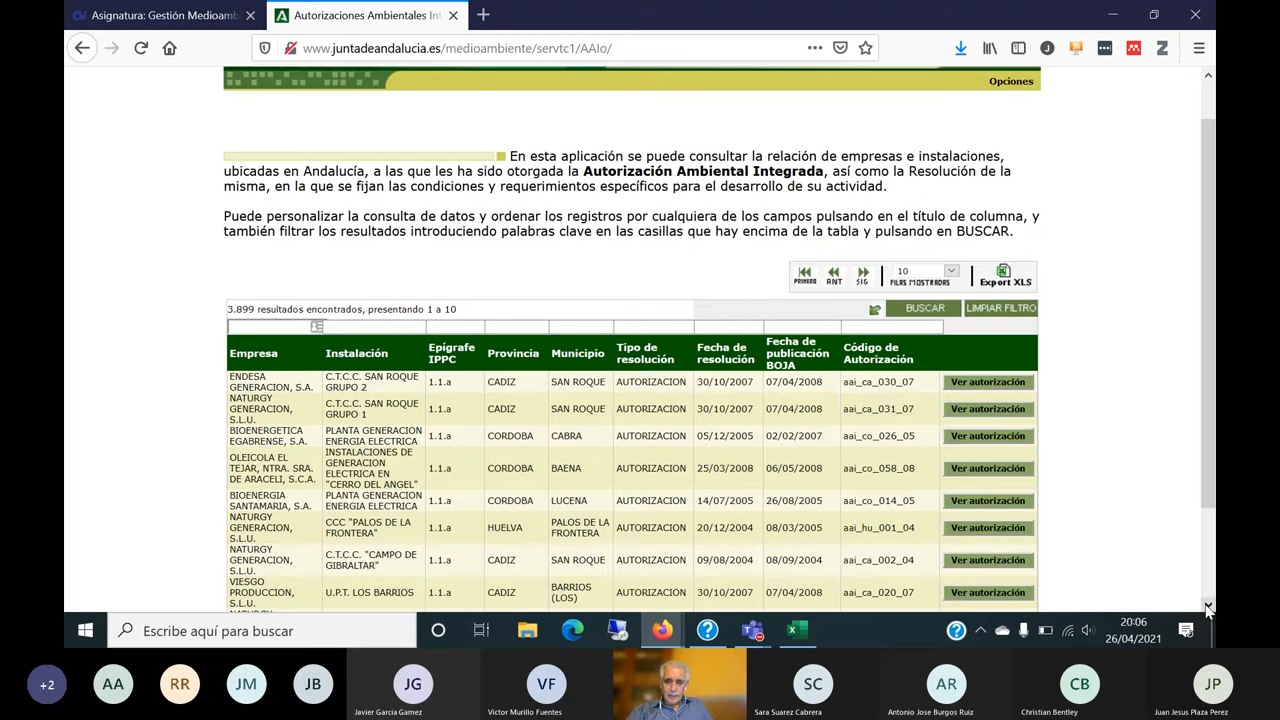 Asignatura: Gestión Medioamb
Autorizaciones Ambientales Int
www.juntadeandalucia.es/medioambiente/servtc1/AAIo/
Opciones
En esta aplicación se puede consultar la relación de empresas e instalaciones,
ubicadas en Andalucía, a las que les ha sido otorgada la Autorización Ambiental Integrada, así como la Resolución de la
misma, en la que se fijan las condiciones y requerimientos específicos para el desarrollo de su actividad.
Puede personalizar la consulta de datos y ordenar los registros por cualquiera de los campos pulsando en el título de columna, y
también filtrar los resultados introduciendo palabras clave en las casillas que hay encima de la tabla y pulsando en BUSCAR.
PRIMERO ANT SIG 10 FILAS MOSTRADAS Export XLS
3.899 resultados encontrados, presentando 1 a 10 BUSCAR LIMPIAR FILTRO
Empresa Instalación Epígrafe IPPC Provincia Municipio Tipo de resolución Fecha de resolución Fecha de publicación BOJA Código de Autorización
ENDESA GENERACION, S.A. C.T.C.C. SAN ROQUE GRUPO 2 1.1.a CADIZ SAN ROQUE AUTORIZACION 30/10/2007 07/04/2008 aai_ca_030_07 Ver autorización
NATURGY GENERACION, S.L.U. C.T.C.C. SAN ROQUE GRUPO 1 1.1.a CADIZ SAN ROQUE AUTORIZACION 30/10/2007 07/04/2008 aai_ca_031_07 Ver autorización
BIOENERGETICA EGABRENSE, S.A. PLANTA GENERACION ENERGIA ELECTRICA 1.1.a CORDOBA CABRA AUTORIZACION 05/12/2005 02/02/2007 aai_co_026_05 Ver autorización
OLEICOLA EL TEJAR, NTRA. SRA. DE ARACELI, S.C.A. INSTALACIONES DE GENERACION ELECTRICA EN "CERRO DEL ANGEL" 1.1.a CORDOBA BAENA AUTORIZACION 25/03/2008 06/05/2008 aai_co_058_08 Ver autorización
BIOENERGIA SANTAMARIA, S.A. PLANTA GENERACION ENERGIA ELECTRICA 1.1.a CORDOBA LUCENA AUTORIZACION 14/07/2005 26/08/2005 aai_co_014_05 Ver autorización
NATURGY GENERACION, S.L.U. CCC "PALOS DE LA FRONTERA" 1.1.a HUELVA PALOS DE LA FRONTERA AUTORIZACION 20/12/2004 08/03/2005 aai_hu_001_04 Ver autorización
NATURGY GENERACION, S.L.U. C.T.C.C. "CAMPO DE GIBRALTAR" 1.1.a CADIZ SAN ROQUE AUTORIZACION 09/08/2004 08/09/2004 aai_ca_002_04 Ver autorización
VIESGO PRODUCCION, S.L.U. U.P.T. LOS BARRIOS 1.1.a CADIZ BARRIOS (LOS) AUTORIZACION 30/10/2007 07/04/2008 aai_ca_020_07 Ver autorización
Escribe aquí para buscar
20:06
26/04/2021
+2 AA RR JM JB JG VF SC AR CB JP
Javier Garcia Gamez Victor Murillo Fuentes Sara Suarez Cabrera Antonio Jose Burgos Ruiz Christian Bentley Juan Jesus Plaza Perez